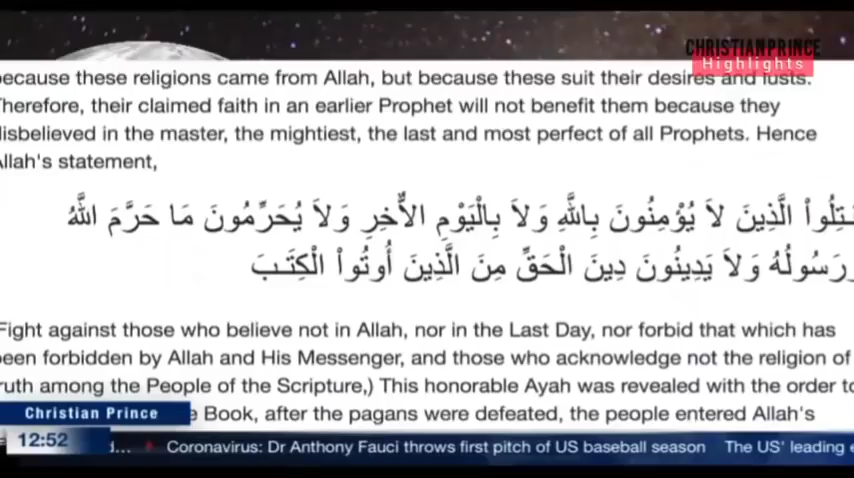 CHRISTIAN PRINCE
Highlights
because these religions came from Allah, but because these suit their desires and lusts.
Therefore, their claimed faith in an earlier Prophet will not benefit them because they
disbelieved in the master, the mightiest, the last and most perfect of all Prophets. Hence
Allah's statement,
الَّذِينَ لاَ يُؤْمِنُونَ بِاللَّهِ وَلاَ بِالْيَوْمِ الاٌّخِرِ وَلاَ يُحَرِّمُونَ مَا حَرَّمَ اللَّهُ
وَرَسُولُهُ وَلاَ يَدِينُونَ دِينَ الْحَقِّ مِنَ الَّذِينَ أُوتُواْ الْكِتَـبَ
Fight against those who believe not in Allah, nor in the Last Day, nor forbid that which has
been forbidden by Allah and His Messenger, and those who acknowledge not the religion of
truth among the People of the Scripture,) This honorable Ayah was revealed with the order to
Book, after the pagans were defeated, the people entered Allah's
Christian Prince
12:52
Coronavirus: Dr Anthony Fauci throws first pitch of US baseball season The US' leading